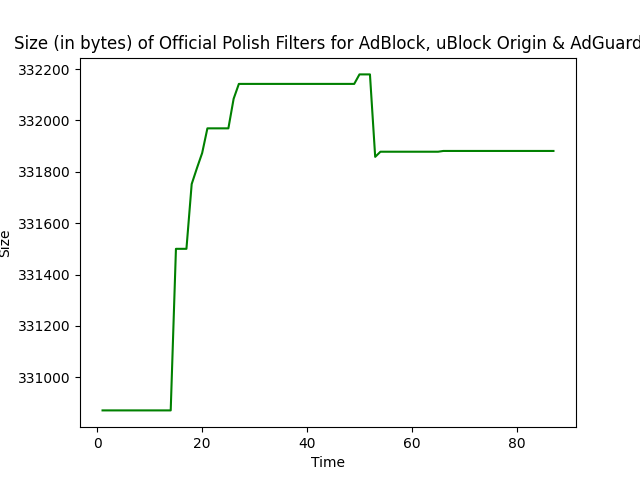 Size (in bytes) of Official Polish Filters for AdBlock, uBlock Origin & AdGuard
332200
332000
331800
331600
331400
331200
331000
Size
0 20 40 60 80
Time